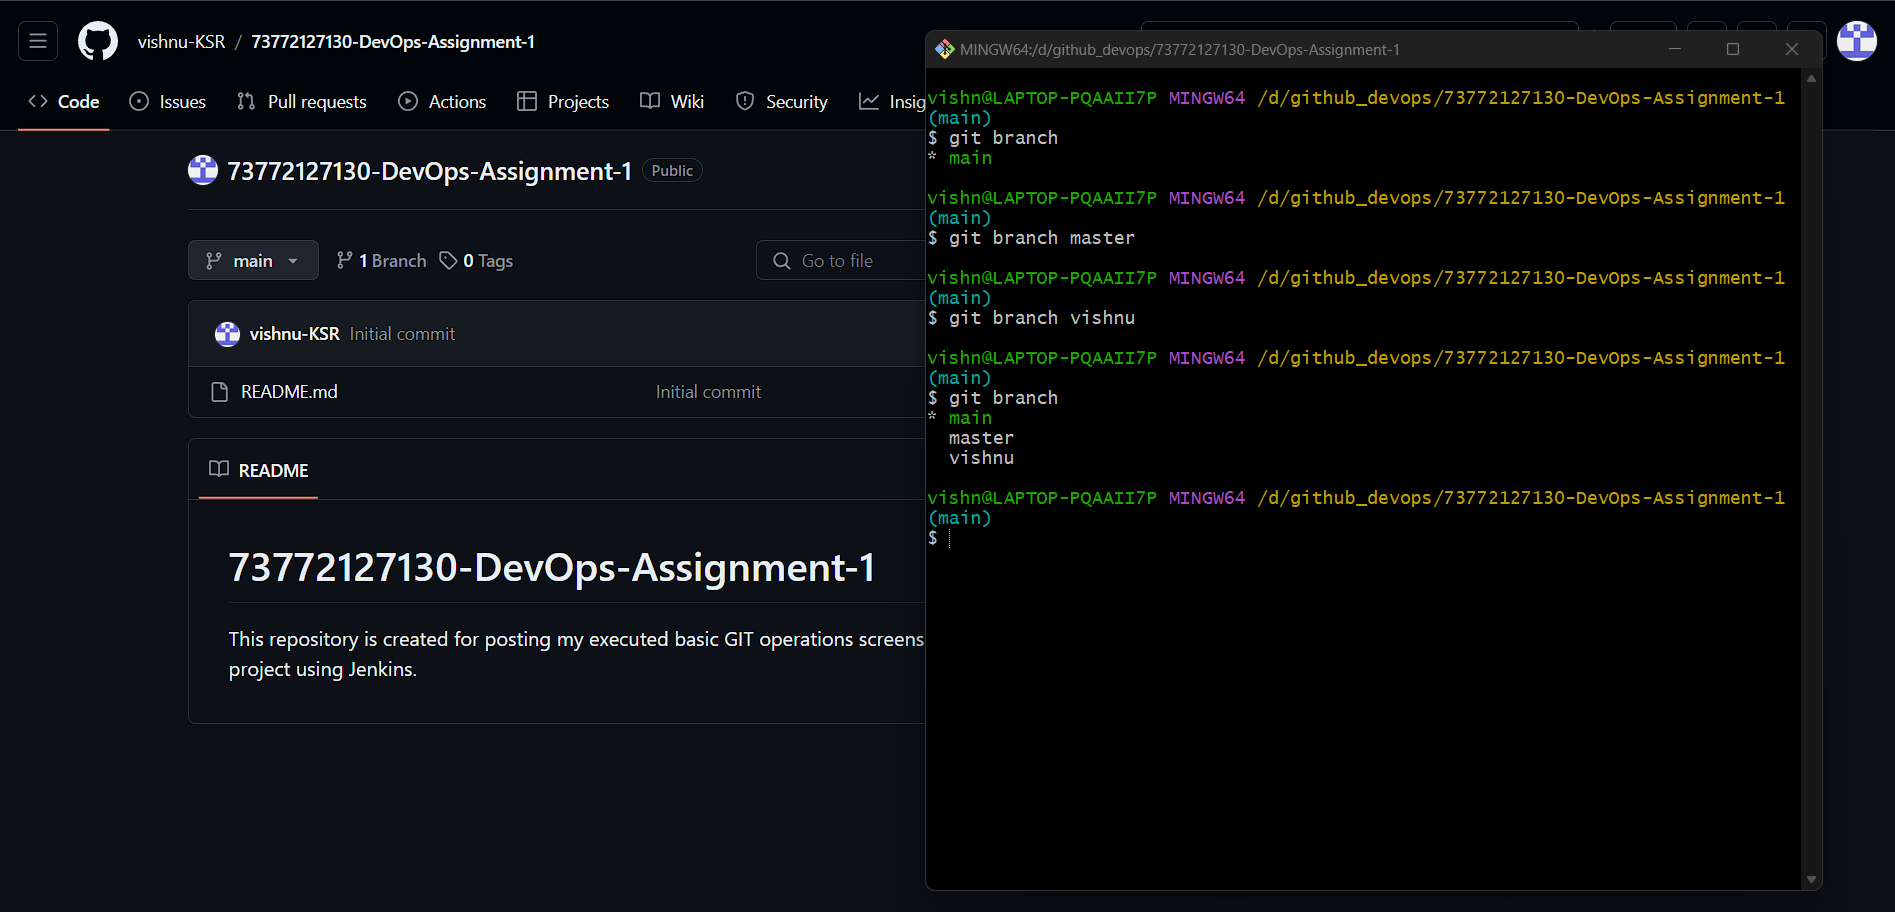 vishnu-KSR / 73772127130-DevOps-Assignment-1
Code Issues Pull requests Actions Projects Wiki Security Insig
73772127130-DevOps-Assignment-1 Public
main 1 Branch 0 Tags Go to file
vishnu-KSR Initial commit
README.md Initial commit
README
73772127130-DevOps-Assignment-1
This repository is created for posting my executed basic GIT operations screens
project using Jenkins.
MINGW64:/d/github_devops/73772127130-DevOps-Assignment-1
vishn@LAPTOP-PQAAII7P MINGW64 /d/github_devops/73772127130-DevOps-Assignment-1
(main)
$ git branch
* main
vishn@LAPTOP-PQAAII7P MINGW64 /d/github_devops/73772127130-DevOps-Assignment-1
(main)
$ git branch master
vishn@LAPTOP-PQAAII7P MINGW64 /d/github_devops/73772127130-DevOps-Assignment-1
(main)
$ git branch vishnu
vishn@LAPTOP-PQAAII7P MINGW64 /d/github_devops/73772127130-DevOps-Assignment-1
(main)
$ git branch
* main
master
vishnu
vishn@LAPTOP-PQAAII7P MINGW64 /d/github_devops/73772127130-DevOps-Assignment-1
(main)
$